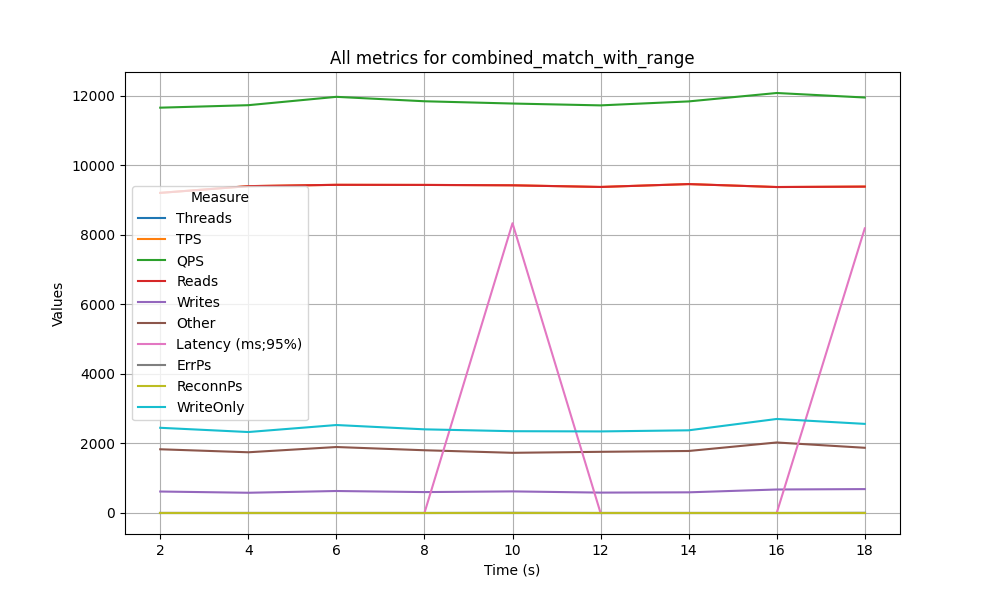 All metrics for combined_match_with_range
Values
12000
10000
8000
6000
4000
2000
0
Measure
Threads
TPS
QPS
Reads
Writes
Other
Latency (ms;95%)
ErrPs
ReconnPs
WriteOnly
2 4 6 8 10 12 14 16 18
Time (s)